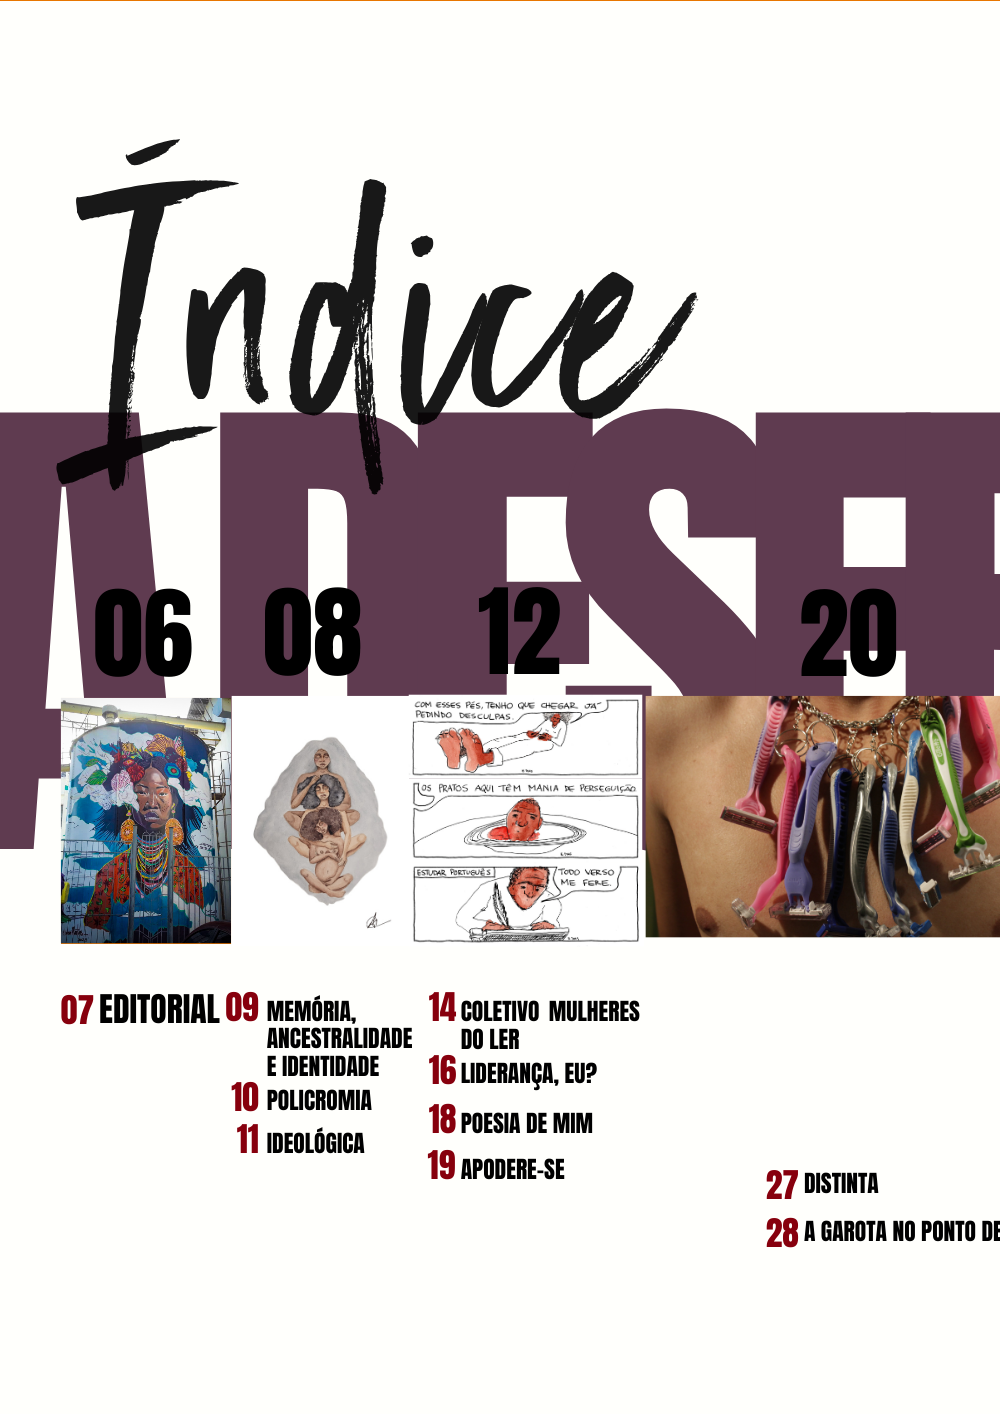 Índice
A DESER
06
08
12
20
COM ESSES PÉS, TENHO QUE CHEGAR JÁ
PEDINDO DESCULPAS.
OS PRATOS AQUI TÊM MANIA DE PERSEGUIÇÃO
ESTUDAR PORTUGUÊS
TODO VERSO
ME FERE.
07 EDITORIAL
09 MEMÓRIA,
ANCESTRALIDADE
E IDENTIDADE
10 POLICROMIA
11 IDEOLÓGICA
14 COLETIVO MULHERES
DO LER
16 LIDERANÇA, EU?
18 POESIA DE MIM
19 APODERE-SE
27 DISTINTA
28 A GAROTA NO PONTO DE